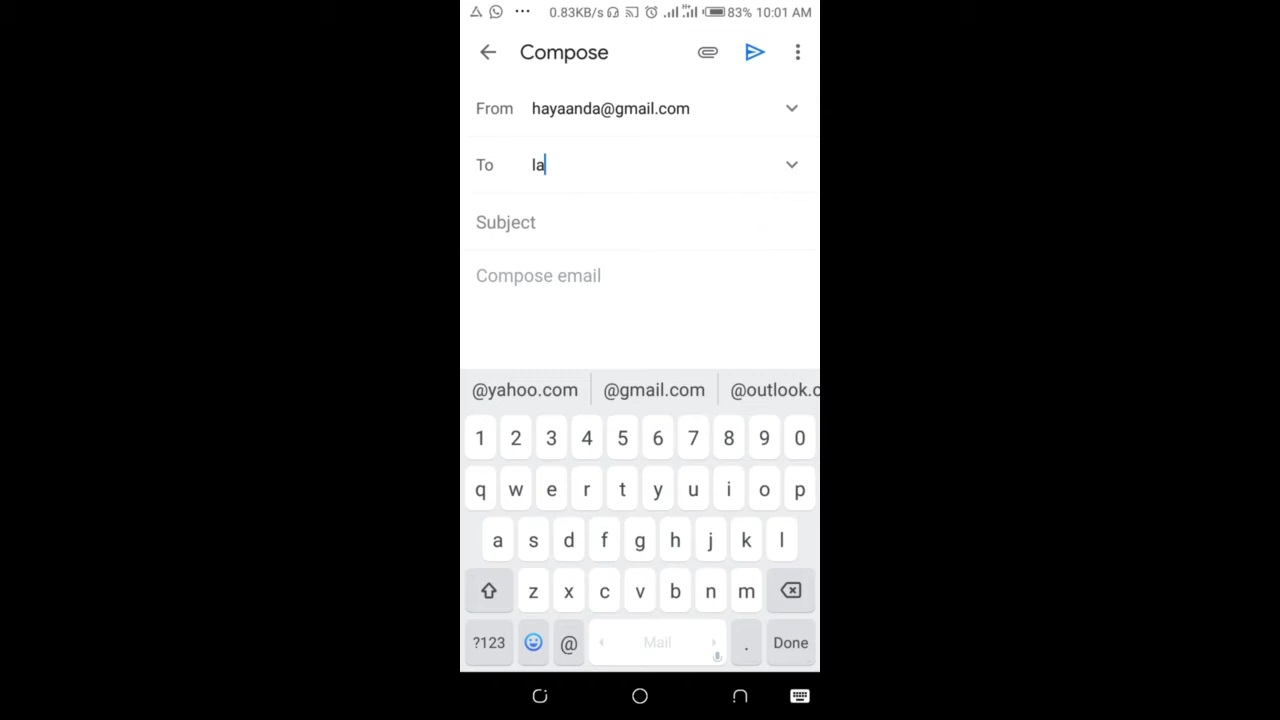 0.83KB/s 83% 10:01 AM
Compose
From hayaanda@gmail.com
To la
Subject
Compose email
@yahoo.com @gmail.com @outlook.c
1 2 3 4 5 6 7 8 9 0
q w e r t y u i o p
a s d f g h j k l
z x c v b n m
?123 @ Mail . Done